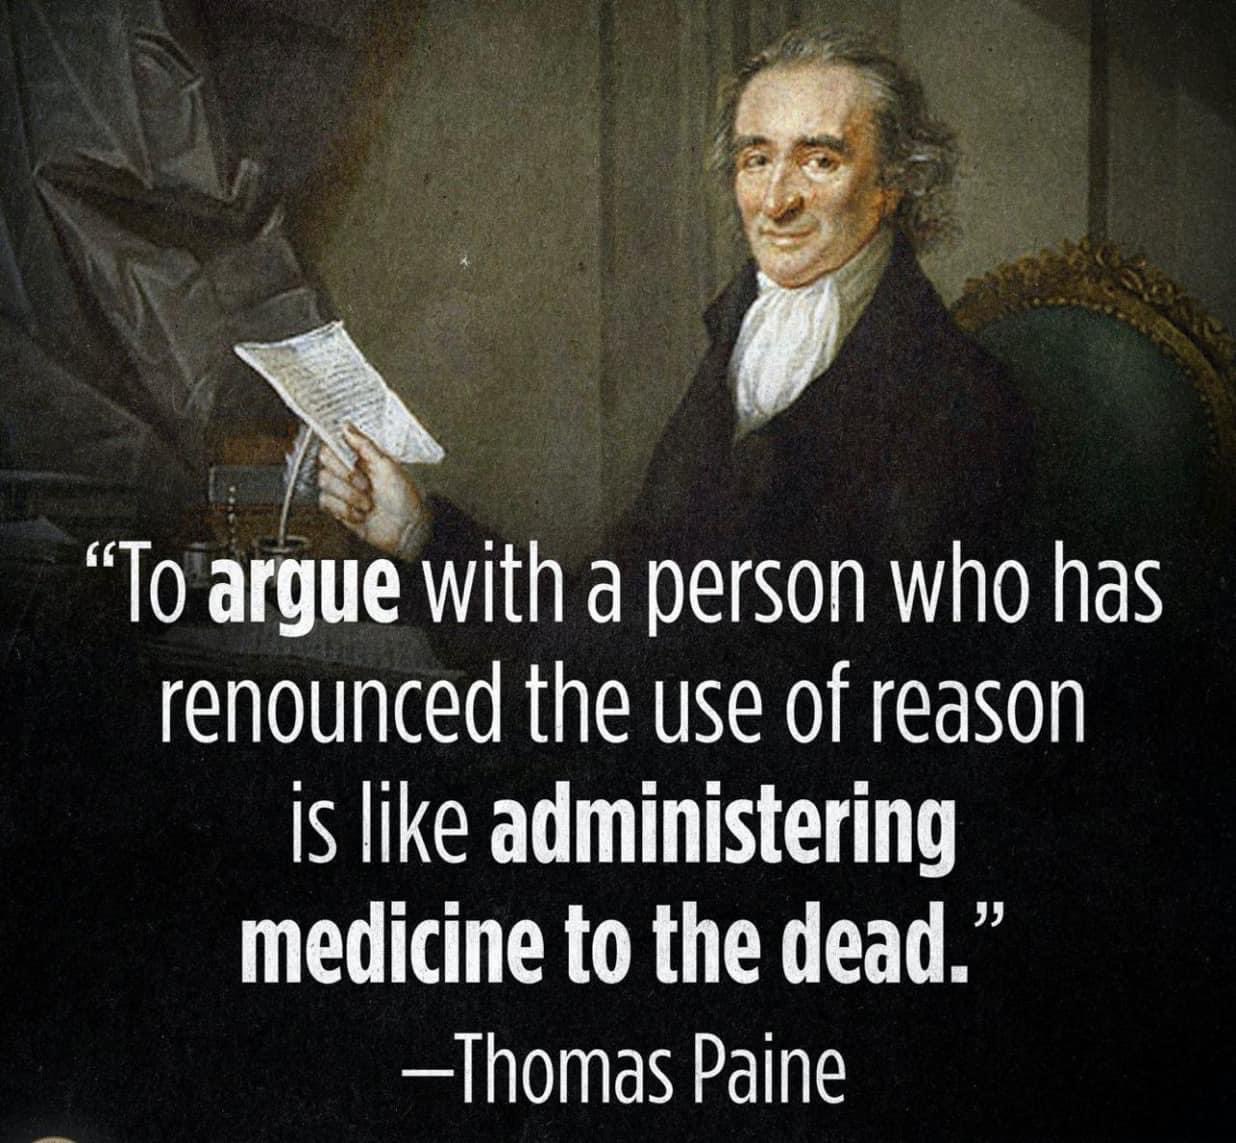 “To argue with a person who has
renounced the use of reason
is like administering
medicine to the dead.”
—Thomas Paine